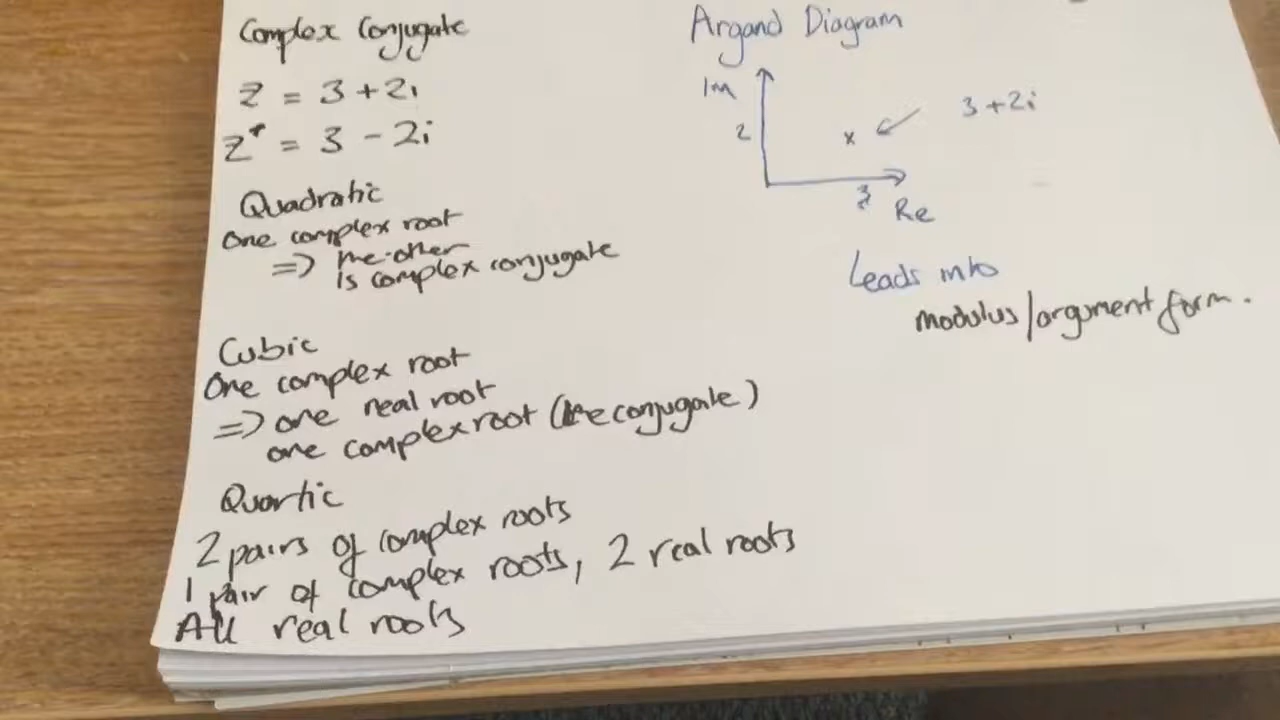 Complex Conjugate
z = 3 + 2i
z* = 3 - 2i
Quadratic
One complex root
=> the other
is complex conjugate
Cubic
One complex root
=> one real root
one complex root (the conjugate)
Quartic
2 pairs of complex roots
1 pair of complex roots, 2 real roots
All real roots
Argand Diagram
Im
2
x
3 + 2i
3
Re
Leads into
modulus/argument form.